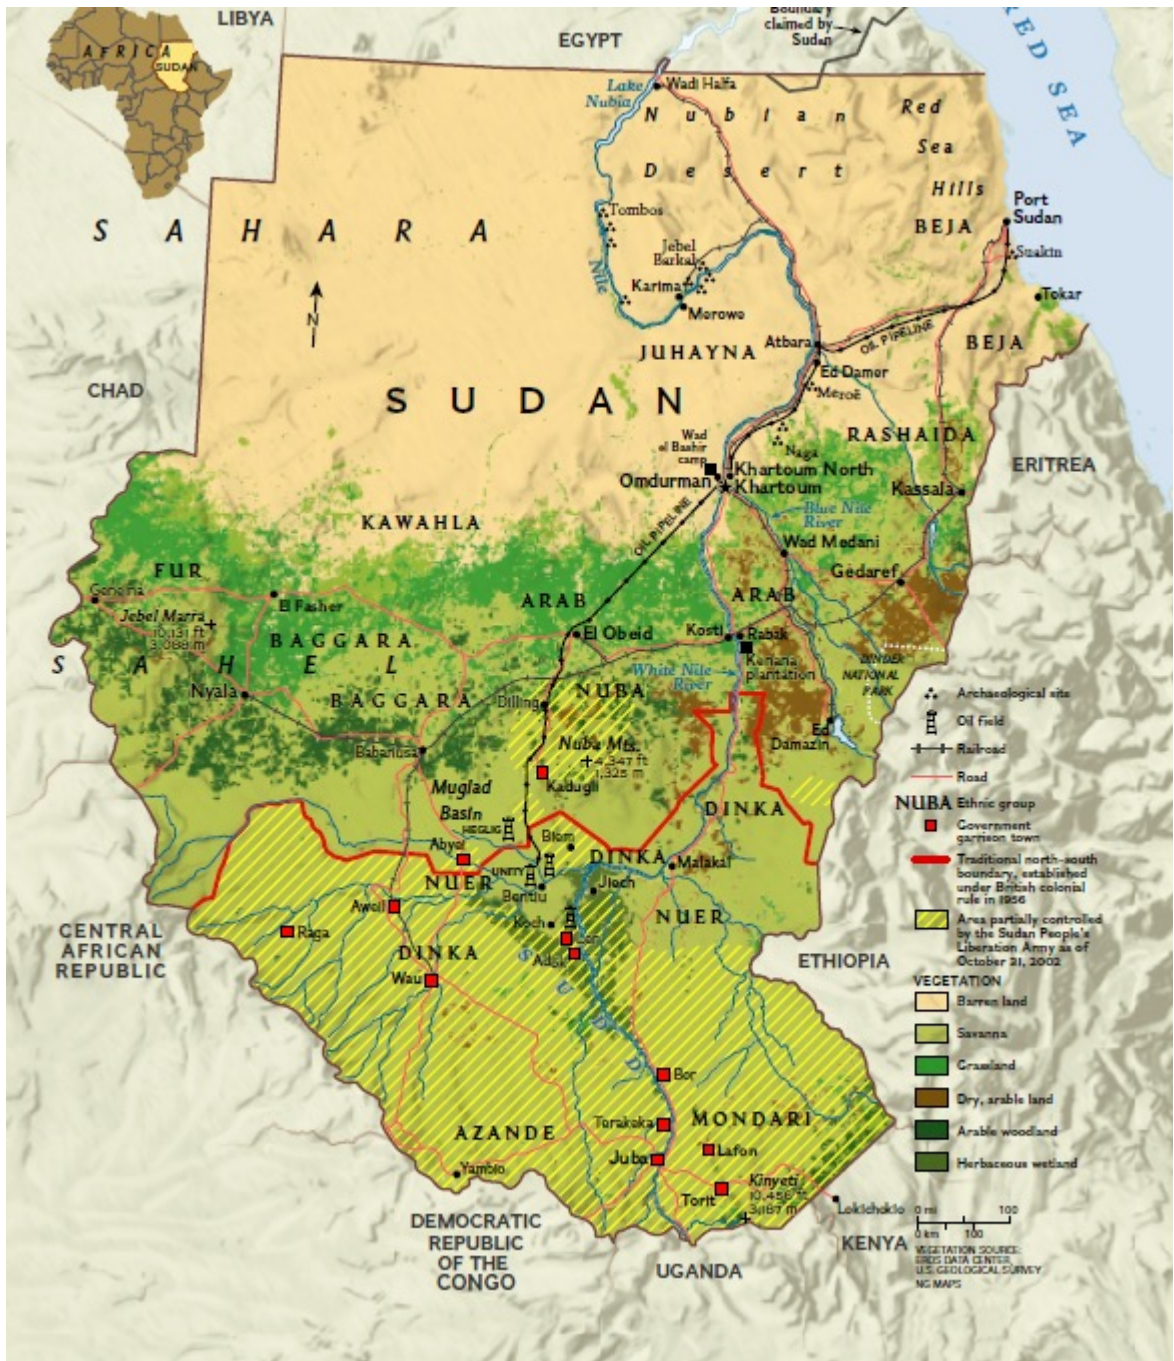 LIBYA
AFRICA
SUDAN
EGYPT
Boundary
claimed by
Sudan
RED SEA
Lake
Nubia
Wadi Halfa
Nubian
Desert
Red
Sea
Hills
SAHARA
Tombos
Jebel
Barkal
Nile
Karima
Merowe
BEJA
Port
Sudan
Suakin
Tokar
N
Atbara
OIL PIPELINE
BEJA
JUHAYNA
Ed Damer
Meroë
CHAD
SUDAN
Wad
el Bashir
camp
Naga
RASHAIDA
ERITREA
Khartoum North
Omdurman
Khartoum
Kassala
KAWAHLA
OIL PIPELINE
Blue Nile
River
Wad Medani
FUR
Geneina
El Fasher
Gedaref
Jebel Marra
10,131 ft
3,088 m
ARAB
ARAB
BAGGARA
El Obeid
Kosti
Rabak
SAHEL
White Nile
River
Kenana
plantation
DINDER
NATIONAL
PARK
Nyala
BAGGARA
NUBA
Dilling
Ed
Damazin
Babanusa
Nuba Mts.
4,347 ft
1,325 m
Kadugli
Muglad
Basin
HEGLIG
DINKA
Biem
Abyei
DINKA
Malakal
NUER
UNITY
Bentiu
Jiech
Aweil
Koch
NUER
Raga
DINKA
Ler
Adok
Wau
SUDD
CENTRAL
AFRICAN
REPUBLIC
ETHIOPIA
Bor
Terakeka
MONDARI
AZANDE
Juba
Lafon
Yambio
Torit
Kinyeti
10,456 ft
3,187 m
Lokichokio
DEMOCRATIC
REPUBLIC
OF THE
CONGO
UGANDA
KENYA
Archaeological site
Oil field
Railroad
Road
NUBA Ethnic group
Government
garrison town
Traditional north-south
boundary, established
under British colonial
rule in 1956
Area partially controlled
by the Sudan People's
Liberation Army as of
October 21, 2002
VEGETATION
Barren land
Savanna
Grassland
Dry, arable land
Arable woodland
Herbaceous wetland
0 mi 100
0 km 100
VEGETATION SOURCE:
EROS DATA CENTER,
U.S. GEOLOGICAL SURVEY
NG MAPS